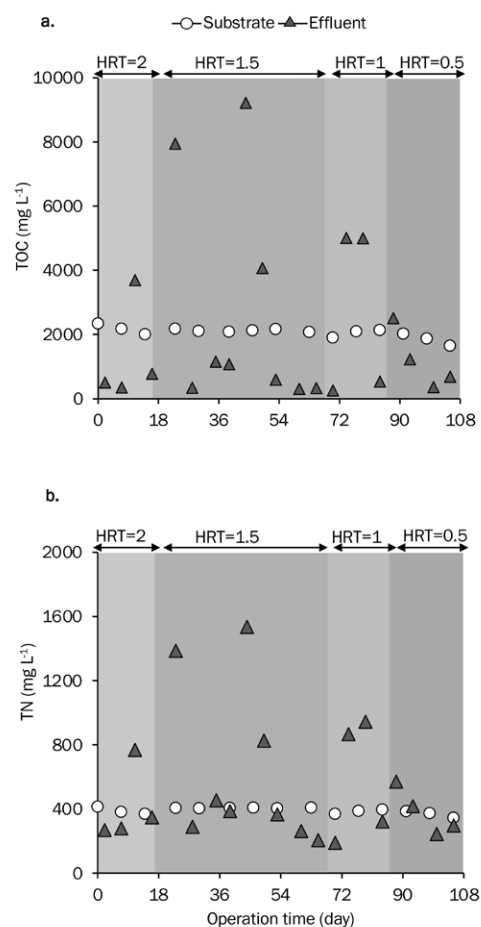 a.
Substrate Effluent
HRT=2 HRT=1.5 HRT=1 HRT=0.5
10000
8000
6000
4000
2000
0
TOC (mg L⁻¹)
0 18 36 54 72 90 108
b.
HRT=2 HRT=1.5 HRT=1 HRT=0.5
2000
1600
1200
800
400
0
TN (mg L⁻¹)
0 18 36 54 72 90 108
Operation time (day)